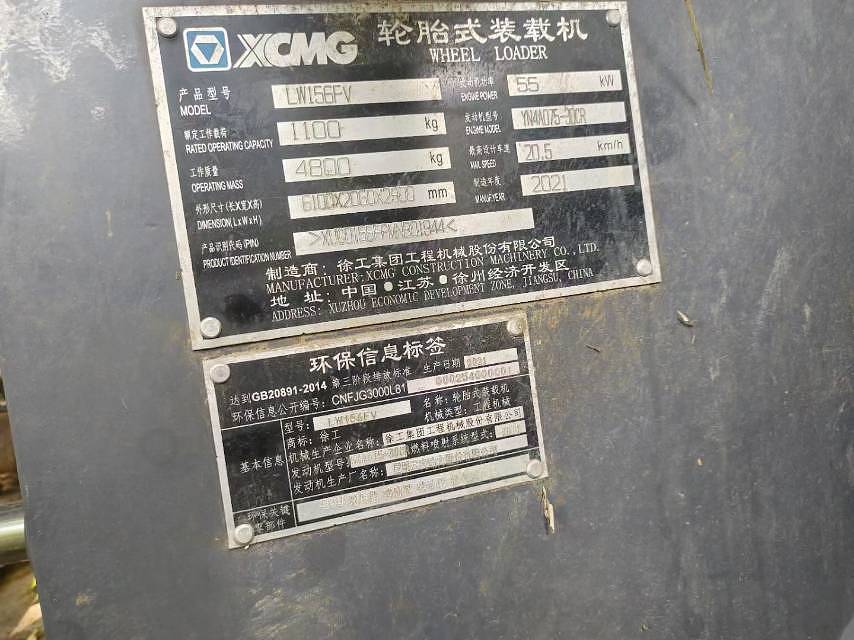 XCMG 轮胎式装载机
WHEEL LOADER
产品型号 MODEL LW156FV
发动机功率 ENGINE POWER 55 kW
额定工作载荷 RATED OPERATING CAPACITY 1100 kg
发动机型号 ENGINE MODEL YN4A075-30CR
工作质量 OPERATING MASS 4800 kg
最高设计车速 MAX. SPEED 20.5 km/h
外形尺寸(长X宽X高) DIMENSION, LxWxH) mm
制造年度 MANUF.YEAR 2021
产品识别代码(PIN) PRODUCT IDENTIFICATION NUMBER
制造商: 徐工集团工程机械股份有限公司
MANUFACTURER:XCMG CONSTRUCTION MACHINERY CO., LTD.
地 址: 中国●江苏●徐州经济开发区
ADDRESS: XUZHOU ECONOMIC DEVELOPMENT ZONE, JIANGSU, CHINA
环保信息标签
达到GB20891-2014 第三阶段排放标准 生产日期 2021
环保信息公开编号: CNFJG3000L81 000254000001
基本信息
型号: LW156FV 名称: 轮胎式装载机
商标: 徐工 机械类型: 工程机械
机械生产企业名称: 徐工集团工程机械股份有限公司
发动机型号: 燃料喷射系统型式:
发动机生产厂名称:
环保关键
部件